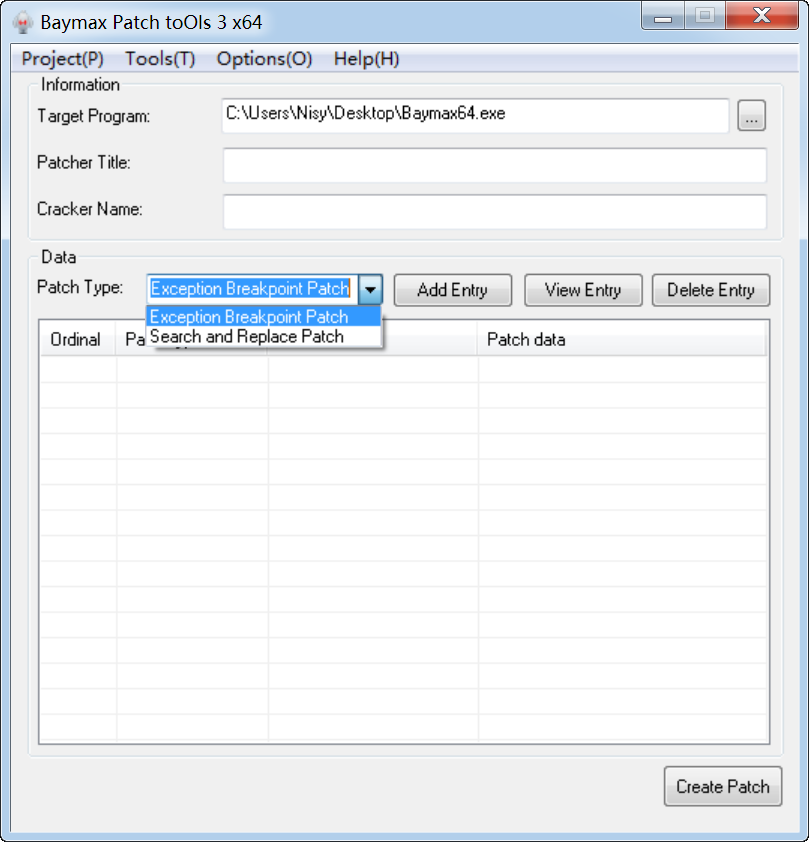 Baymax Patch toOls 3 x64
Project(P) Tools(T) Options(O) Help(H)
Information
Target Program: C:\Users\Nisy\Desktop\Baymax64.exe ...
Patcher Title:
Cracker Name:
Data
Patch Type: Exception Breakpoint Patch Add Entry View Entry Delete Entry
Exception Breakpoint Patch
Search and Replace Patch
Ordinal Patch data
Create Patch